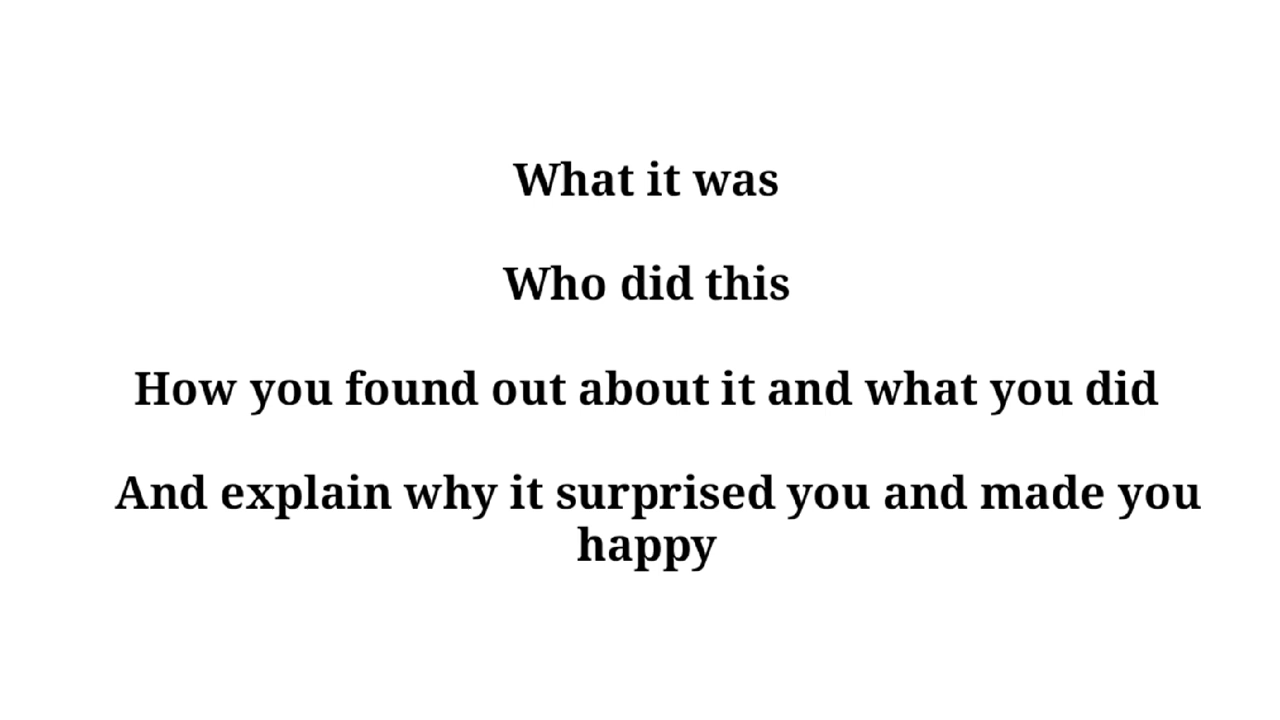 What it was
Who did this
How you found out about it and what you did
And explain why it surprised you and made you
happy